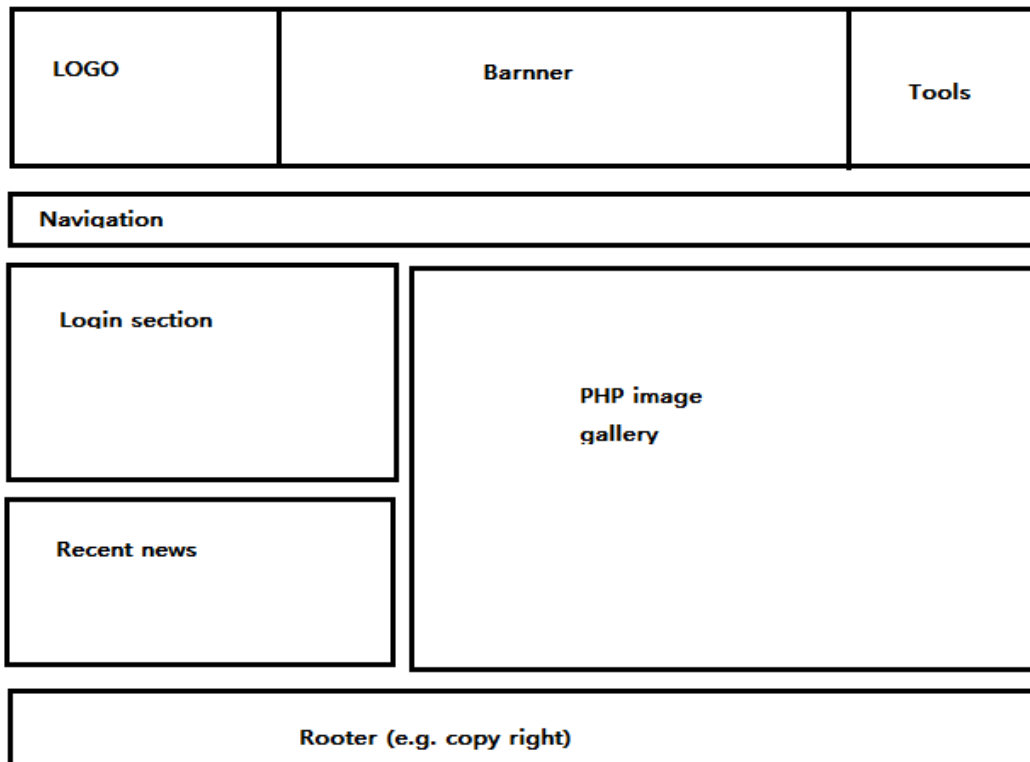 LOGO
Barnner
Tools
Navigation
Login section
PHP image
gallery
Recent news
Rooter (e.g. copy right)